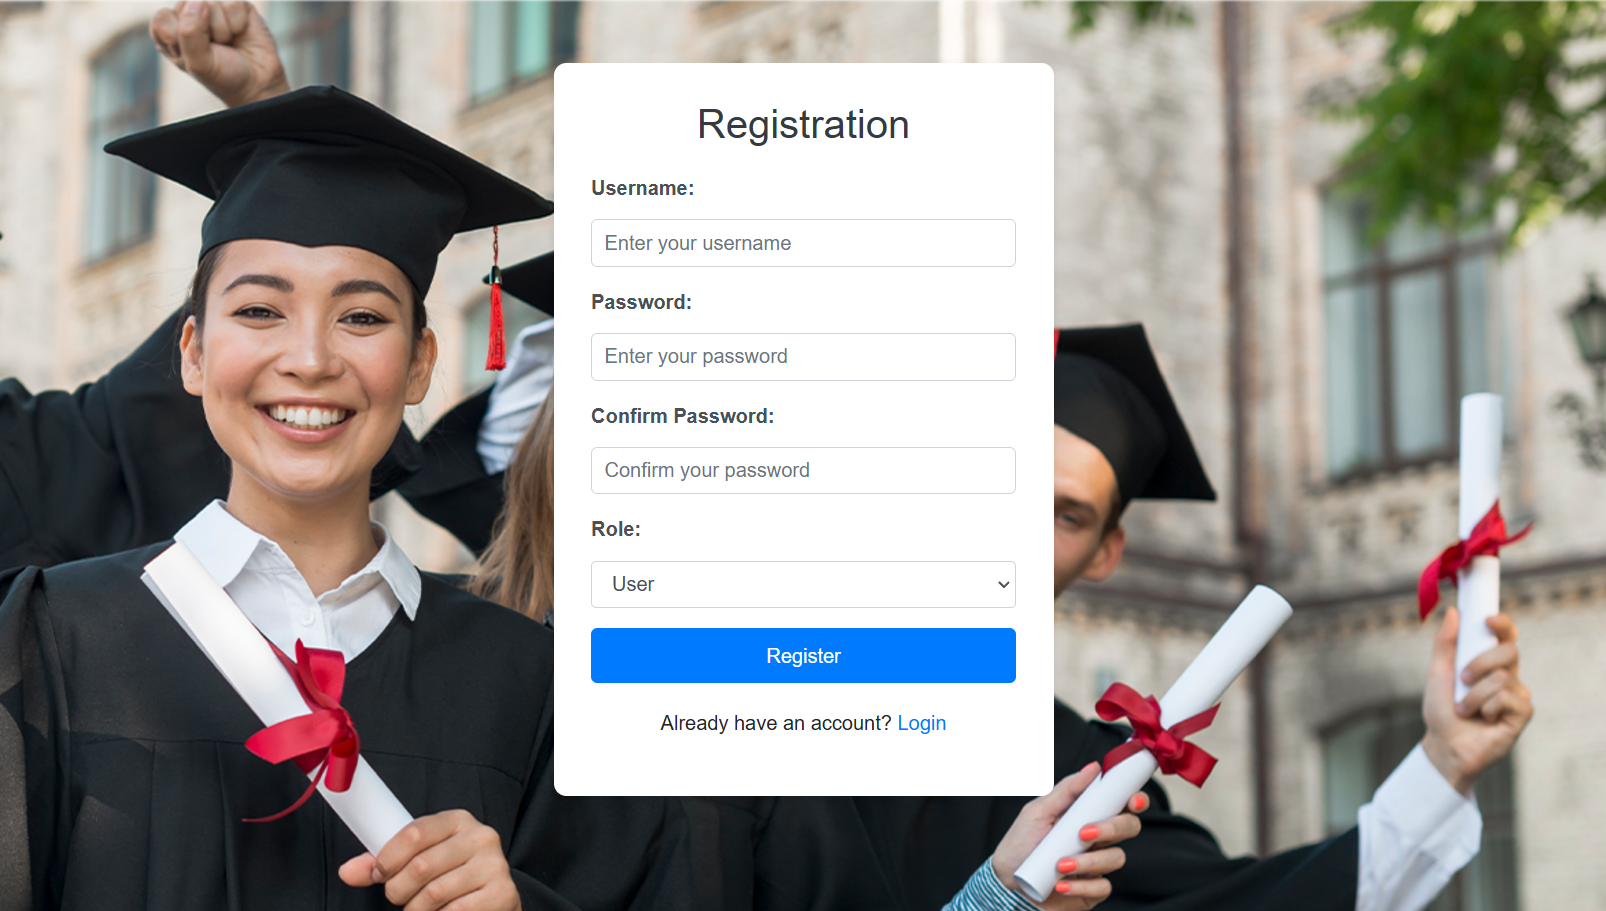 Registration
Username:
Enter your username
Password:
Enter your password
Confirm Password:
Confirm your password
Role:
User
Register
Already have an account? Login